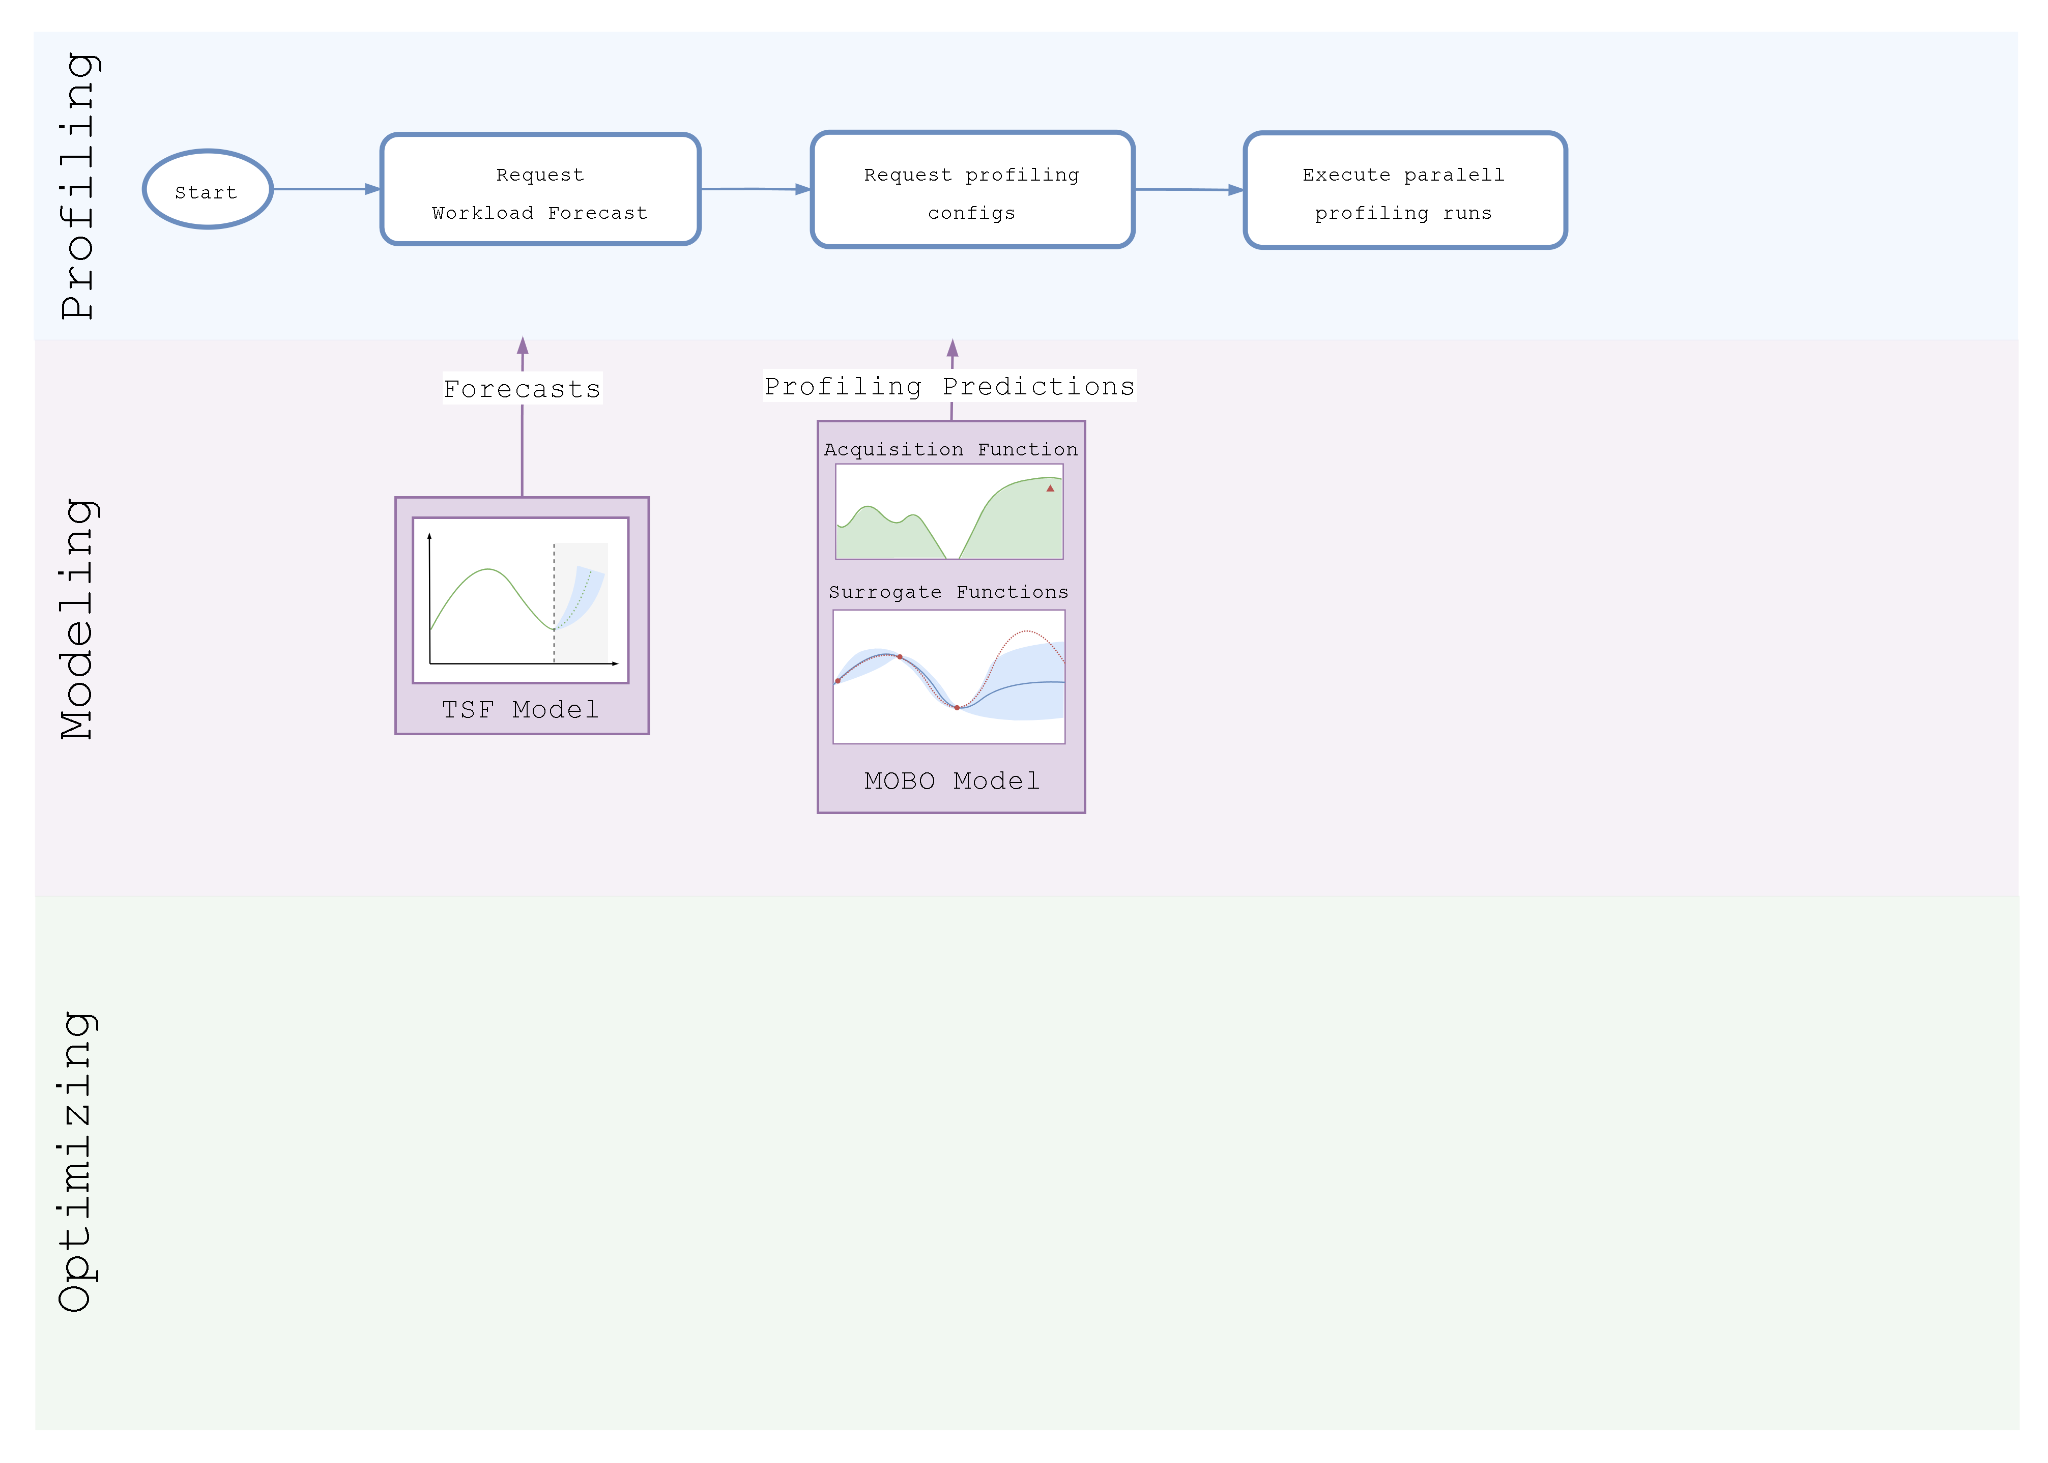 Profiling
Start
Request
Workload Forecast
Request profiling
configs
Execute paralell
profiling runs
Modeling
Forecasts
Profiling Predictions
Acquisition Function
Surrogate Functions
TSF Model
MOBO Model
Optimizing